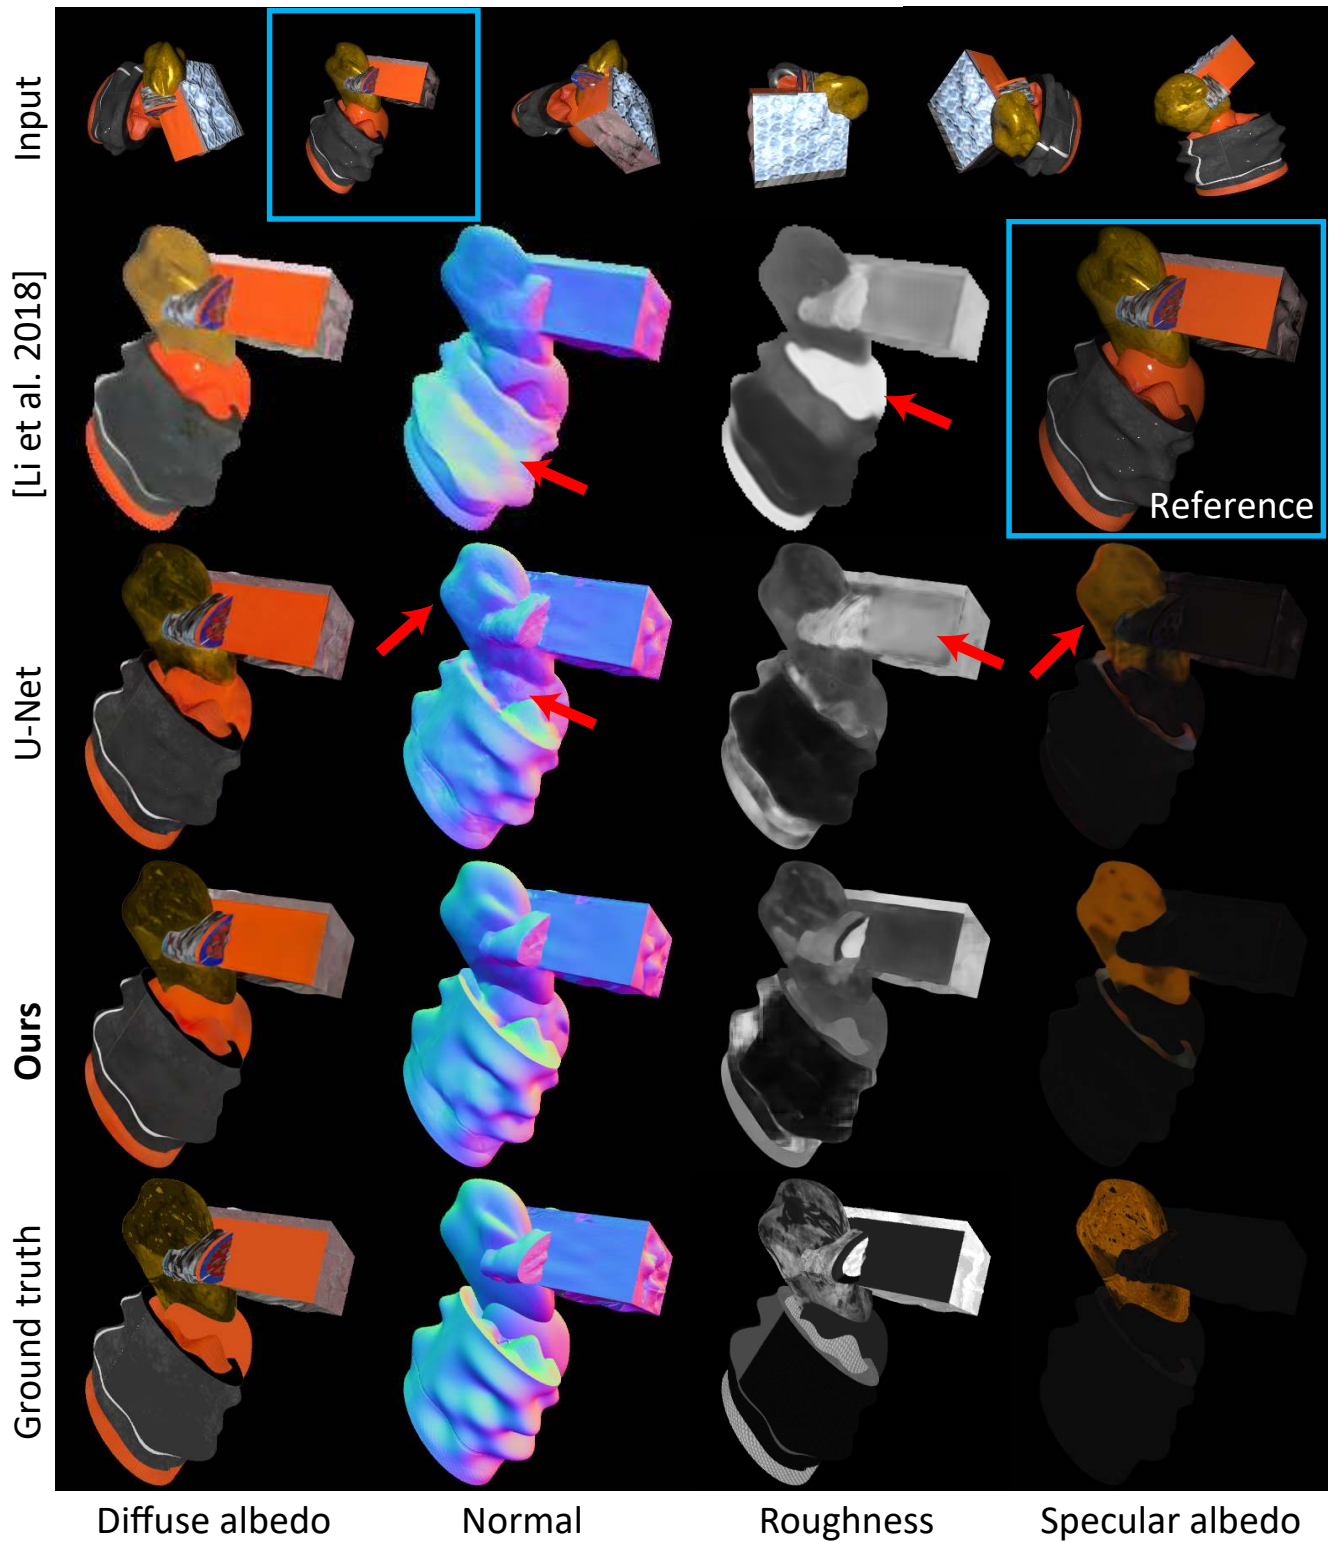 Input
[Li et al. 2018]
Reference
U-Net
Ours
Ground truth
Diffuse albedo
Normal
Roughness
Specular albedo